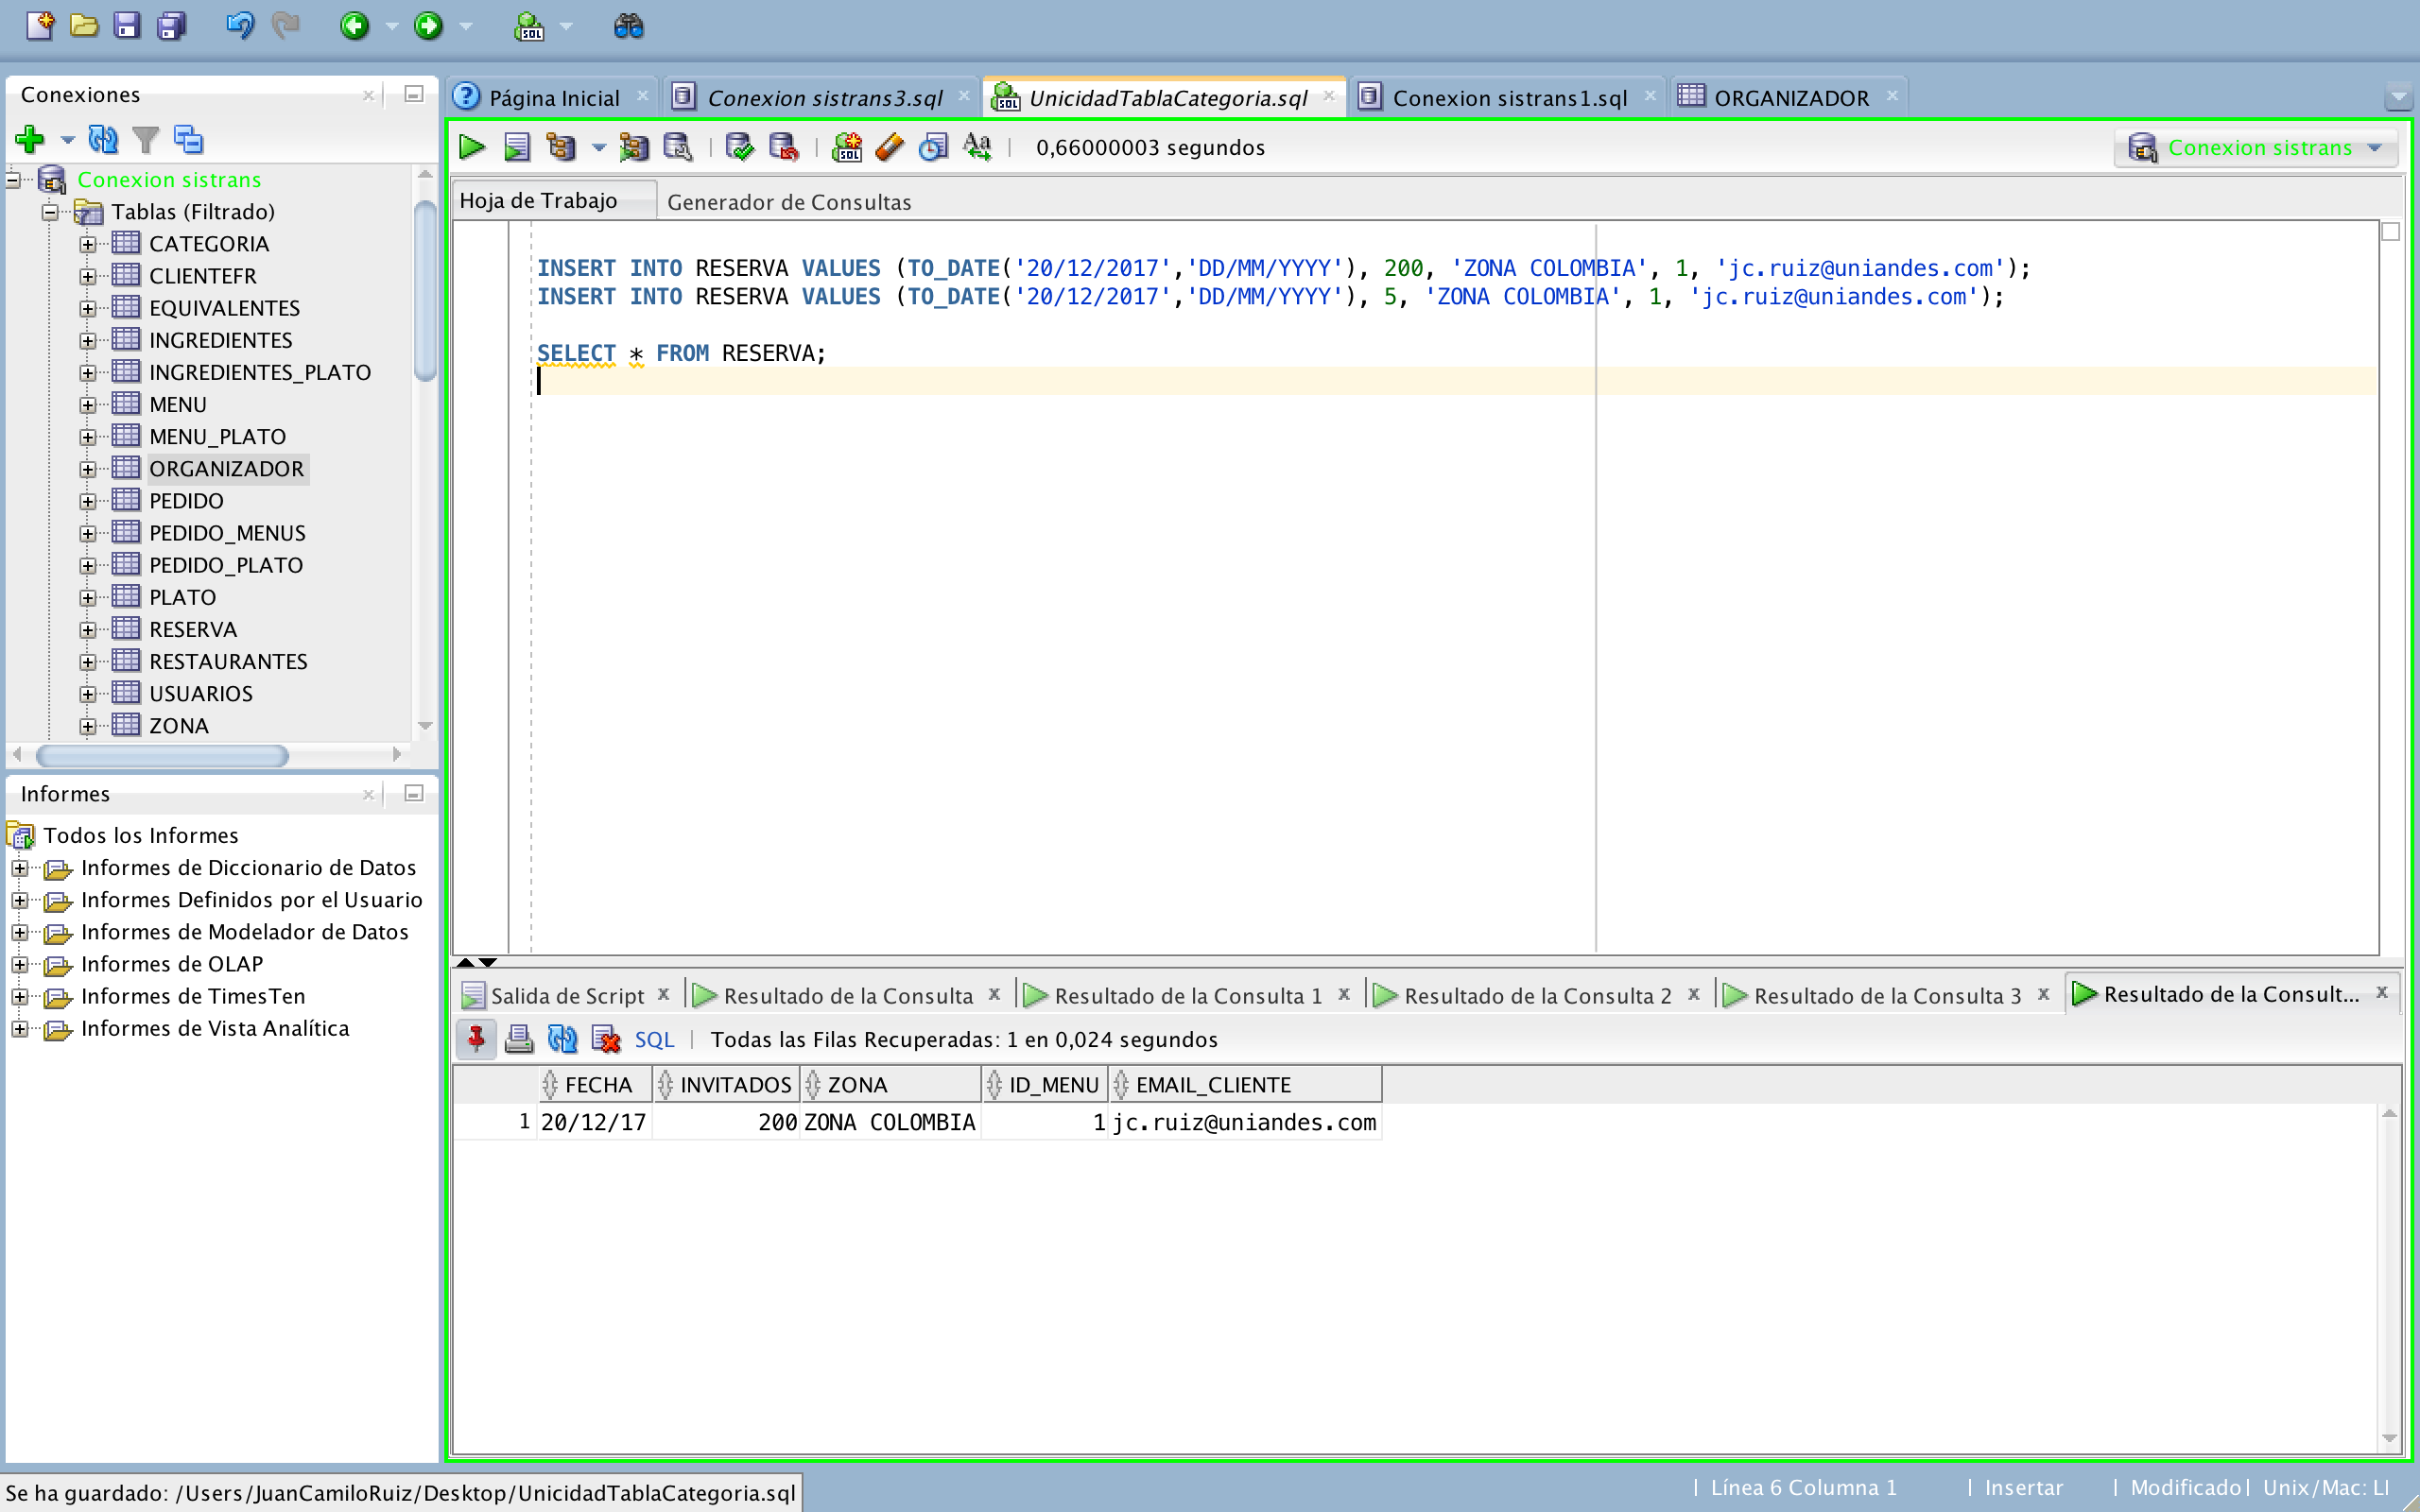 Conexiones
Conexion sistrans
Tablas (Filtrado)
CATEGORIA
CLIENTEFR
EQUIVALENTES
INGREDIENTES
INGREDIENTES_PLATO
MENU
MENU_PLATO
ORGANIZADOR
PEDIDO
PEDIDO_MENUS
PEDIDO_PLATO
PLATO
RESERVA
RESTAURANTES
USUARIOS
ZONA
Informes
Todos los Informes
Informes de Diccionario de Datos
Informes Definidos por el Usuario
Informes de Modelador de Datos
Informes de OLAP
Informes de TimesTen
Informes de Vista Analítica
Página Inicial
Conexion sistrans3.sql
UnicidadTablaCategoria.sql
Conexion sistrans1.sql
ORGANIZADOR
0,66000003 segundos
Conexion sistrans
Hoja de Trabajo
Generador de Consultas
INSERT INTO RESERVA VALUES (TO_DATE('20/12/2017','DD/MM/YYYY'), 200, 'ZONA COLOMBIA', 1, 'jc.ruiz@uniandes.com');
INSERT INTO RESERVA VALUES (TO_DATE('20/12/2017','DD/MM/YYYY'), 5, 'ZONA COLOMBIA', 1, 'jc.ruiz@uniandes.com');
SELECT * FROM RESERVA;
Salida de Script
Resultado de la Consulta
Resultado de la Consulta 1
Resultado de la Consulta 2
Resultado de la Consulta 3
Resultado de la Consult...
SQL | Todas las Filas Recuperadas: 1 en 0,024 segundos
FECHA INVITADOS ZONA ID_MENU EMAIL_CLIENTE
1 20/12/17 200 ZONA COLOMBIA 1 jc.ruiz@uniandes.com
Se ha guardado: /Users/JuanCamiloRuiz/Desktop/UnicidadTablaCategoria.sql
Línea 6 Columna 1 | Insertar | Modificado | Unix/Mac: LI